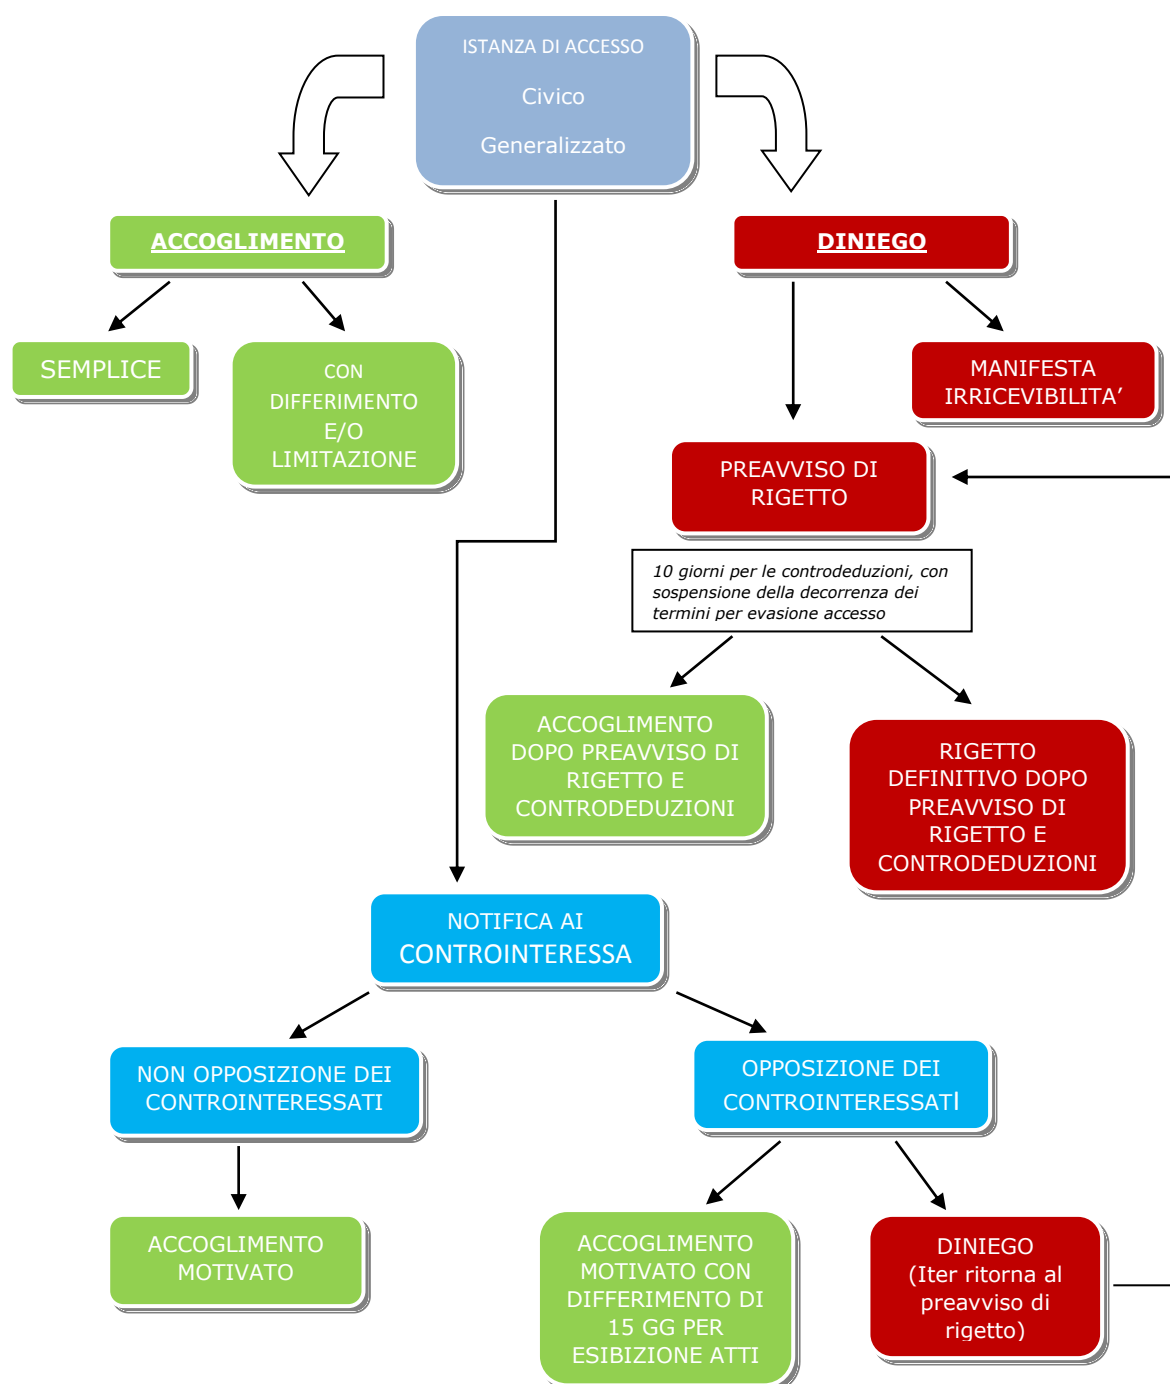 ISTANZA DI ACCESSO
Civico
Generalizzato
ACCOGLIMENTO
DINIEGO
SEMPLICE
CON
DIFFERIMENTO
E/O
LIMITAZIONE
MANIFESTA
IRRICEVIBILITA’
PREAVVISO DI
RIGETTO
10 giorni per le controdeduzioni, con
sospensione della decorrenza dei
termini per evasione accesso
ACCOGLIMENTO
DOPO PREAVVISO DI
RIGETTO E
CONTRODEDUZIONI
RIGETTO
DEFINITIVO DOPO
PREAVVISO DI
RIGETTO E
CONTRODEDUZIONI
NOTIFICA AI
CONTROINTERESSA
NON OPPOSIZIONE DEI
CONTROINTERESSATI
OPPOSIZIONE DEI
CONTROINTERESSATI
ACCOGLIMENTO
MOTIVATO
ACCOGLIMENTO
MOTIVATO CON
DIFFERIMENTO DI
15 GG PER
ESIBIZIONE ATTI
DINIEGO
(Iter ritorna al
preavviso di
rigetto)